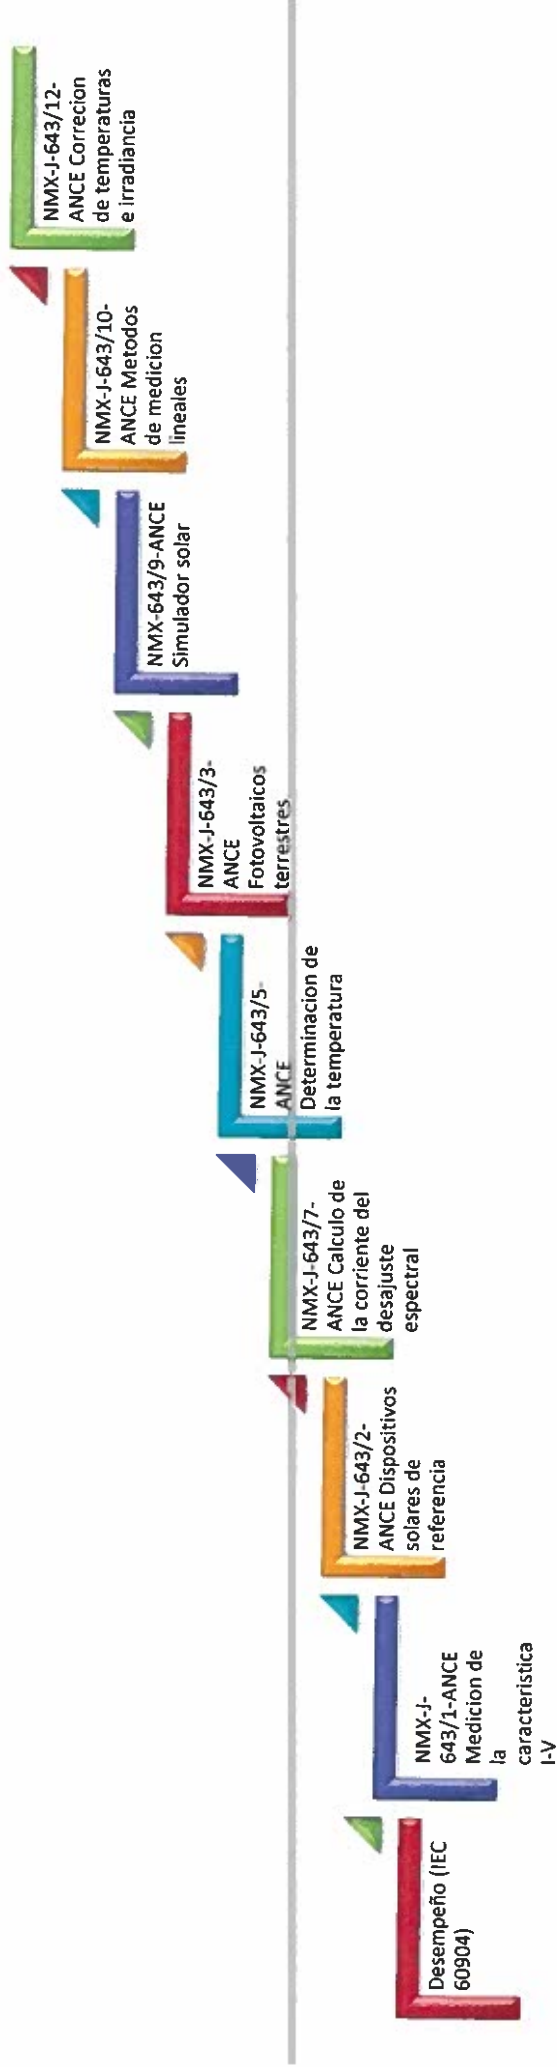 Desempeño (IEC
60904)
NMX-J-
643/1-ANCE
Medicion de
la
caracteristica
I-V
NMX-J-643/2-
ANCE Dispositivos
solares de
referencia
NMX-J-643/7-
ANCE Calculo de
la corriente del
desajuste
espectral
NMX-J-643/5-
ANCE
Determinacion de
la temperatura
NMX-J-643/3-
ANCE
Fotovoltaicos
terrestres
NMX-643/9-ANCE
Simulador solar
NMX-J-643/10-
ANCE Metodos
de medicion
lineales
NMX-J-643/12-
ANCE Correcion
de temperaturas
e irradiancia